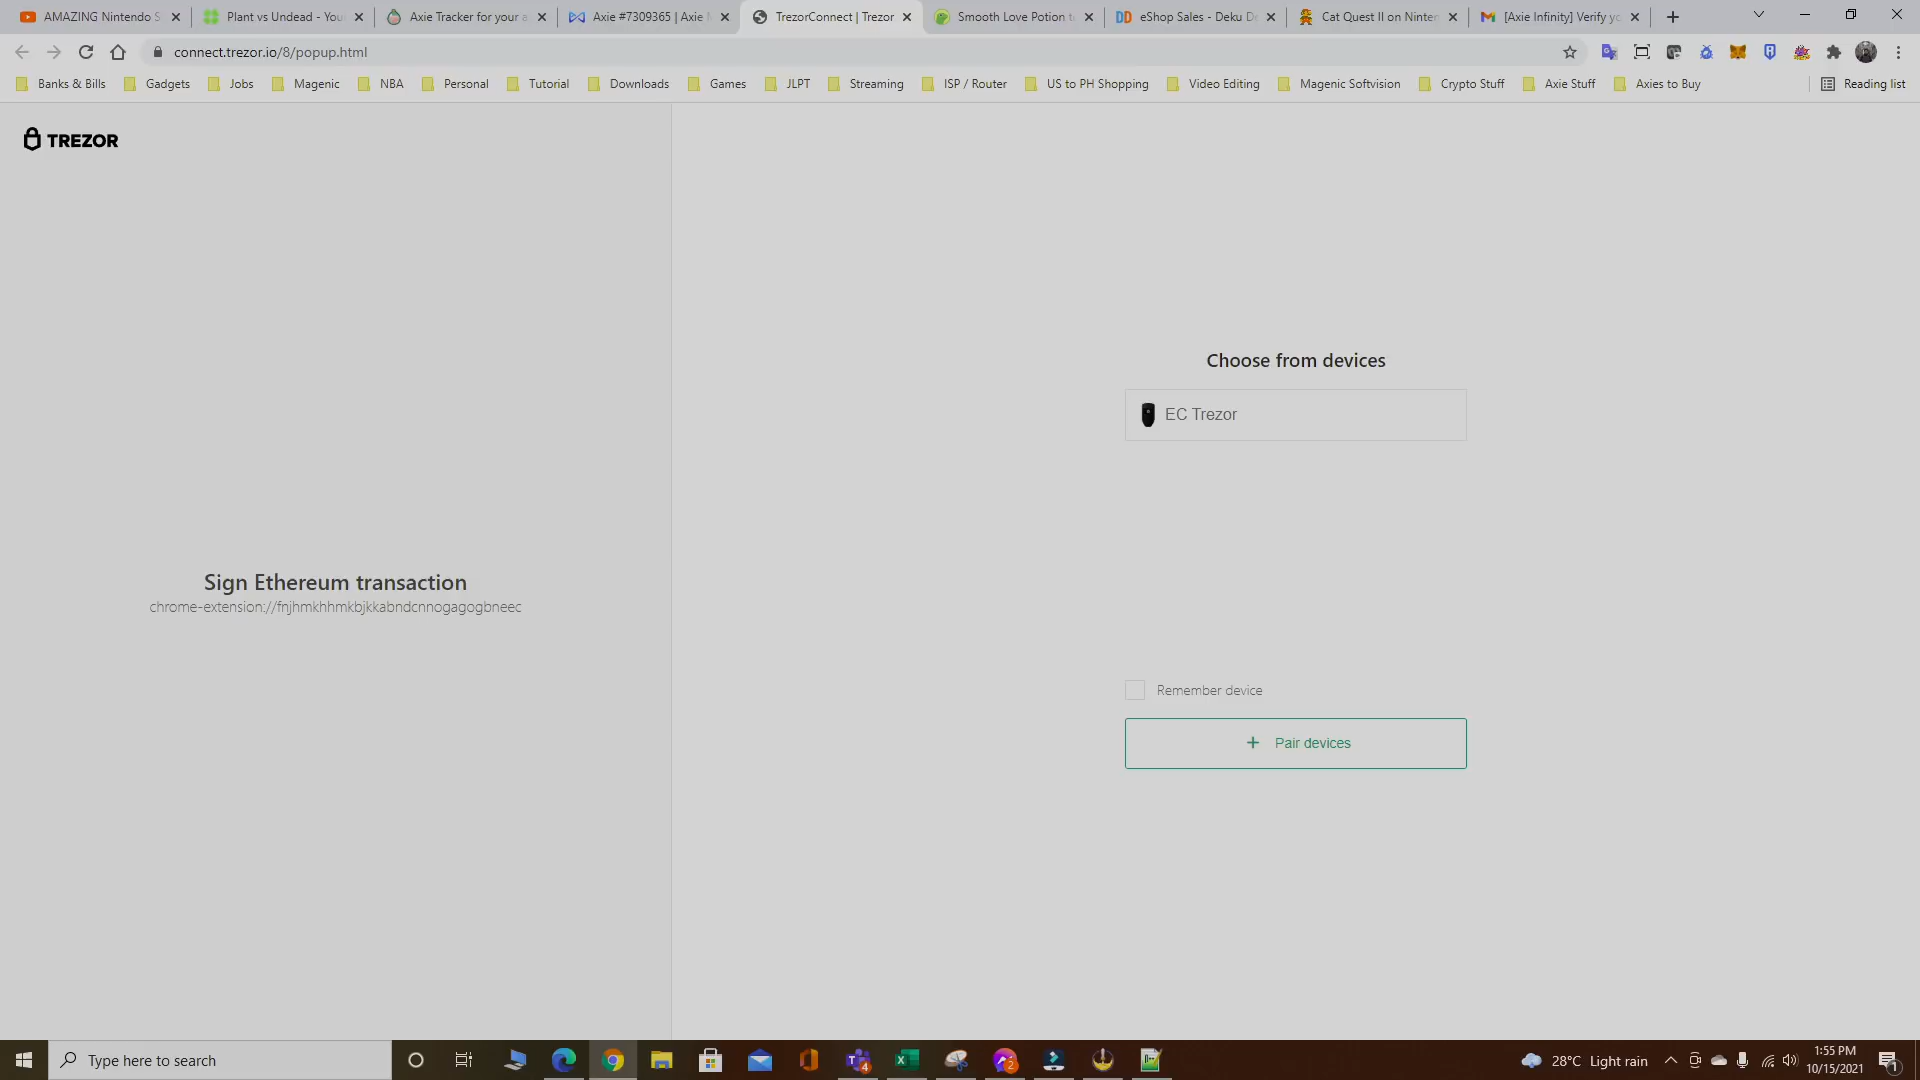 AMAZING Nintendo S
Plant vs Undead - You
Axie Tracker for your a
Axie #7309365 | Axie
TrezorConnect | Trezor
Smooth Love Potion t
DD eShop Sales - Deku D
Cat Quest II on Ninten
[Axie Infinity] Verify yo
connect.trezor.io/8/popup.html
Banks & Bills
Gadgets
Jobs
Magenic
NBA
Personal
Tutorial
Downloads
Games
JLPT
Streaming
ISP / Router
US to PH Shopping
Video Editing
Magenic Softvision
Crypto Stuff
Axie Stuff
Axies to Buy
Reading list
TREZOR
Choose from devices
EC Trezor
Sign Ethereum transaction
chrome-extension://fnjhmkhhmkbjkkabndcnnogagogbneec
Remember device
+ Pair devices
Type here to search
4
2
28°C Light rain
1:55 PM
10/15/2021
1